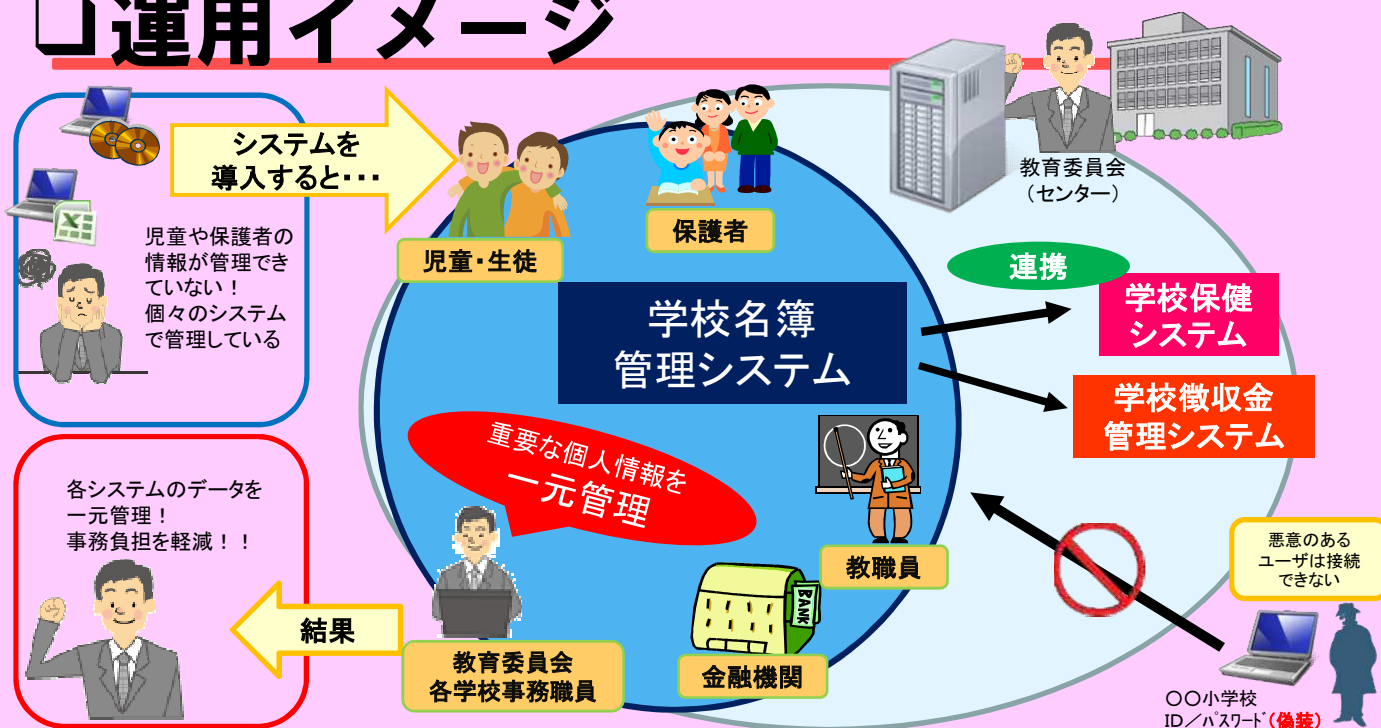 ❑運用イメージ
システムを
導入すると･･･
児童や保護者の
情報が管理でき
ていない！
個々のシステム
で管理している
児童・生徒
保護者
教育委員会
（センター）
連携
学校名簿
管理システム
学校保健
システム
学校徴収金
管理システム
重要な個人情報を
一元管理
教職員
BANK
金融機関
教育委員会
各学校事務職員
結果
各システムのデータを
一元管理！
事務負担を軽減！！
悪意のある
ユーザは接続
できない
〇〇小学校
ID／ﾊﾟｽﾜｰﾄﾞ(偽装)